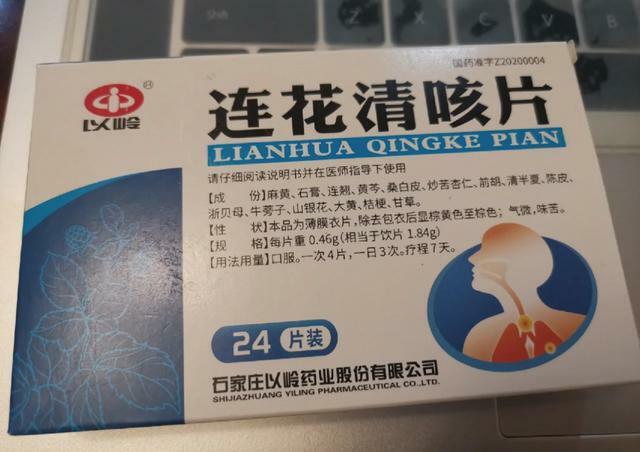 国药准字Z20200004
以岭
连花清咳片
LIANHUA QINGKE PIAN
请仔细阅读说明书并在医师指导下使用
【成 份】麻黄、石膏、连翘、黄芩、桑白皮、炒苦杏仁、前胡、清半夏、陈皮、
浙贝母、牛蒡子、山银花、大黄、桔梗、甘草。
【性 状】本品为薄膜衣片,除去包衣后显棕黄色至棕色;气微,味苦。
【规 格】每片重 0.46g(相当于饮片 1.84g)
【用法用量】口服。一次4片,一日3次。疗程7天。
24 片装
石家庄以岭药业股份有限公司
SHIJIAZHUANG YILING PHARMACEUTICAL CO.,LTD.